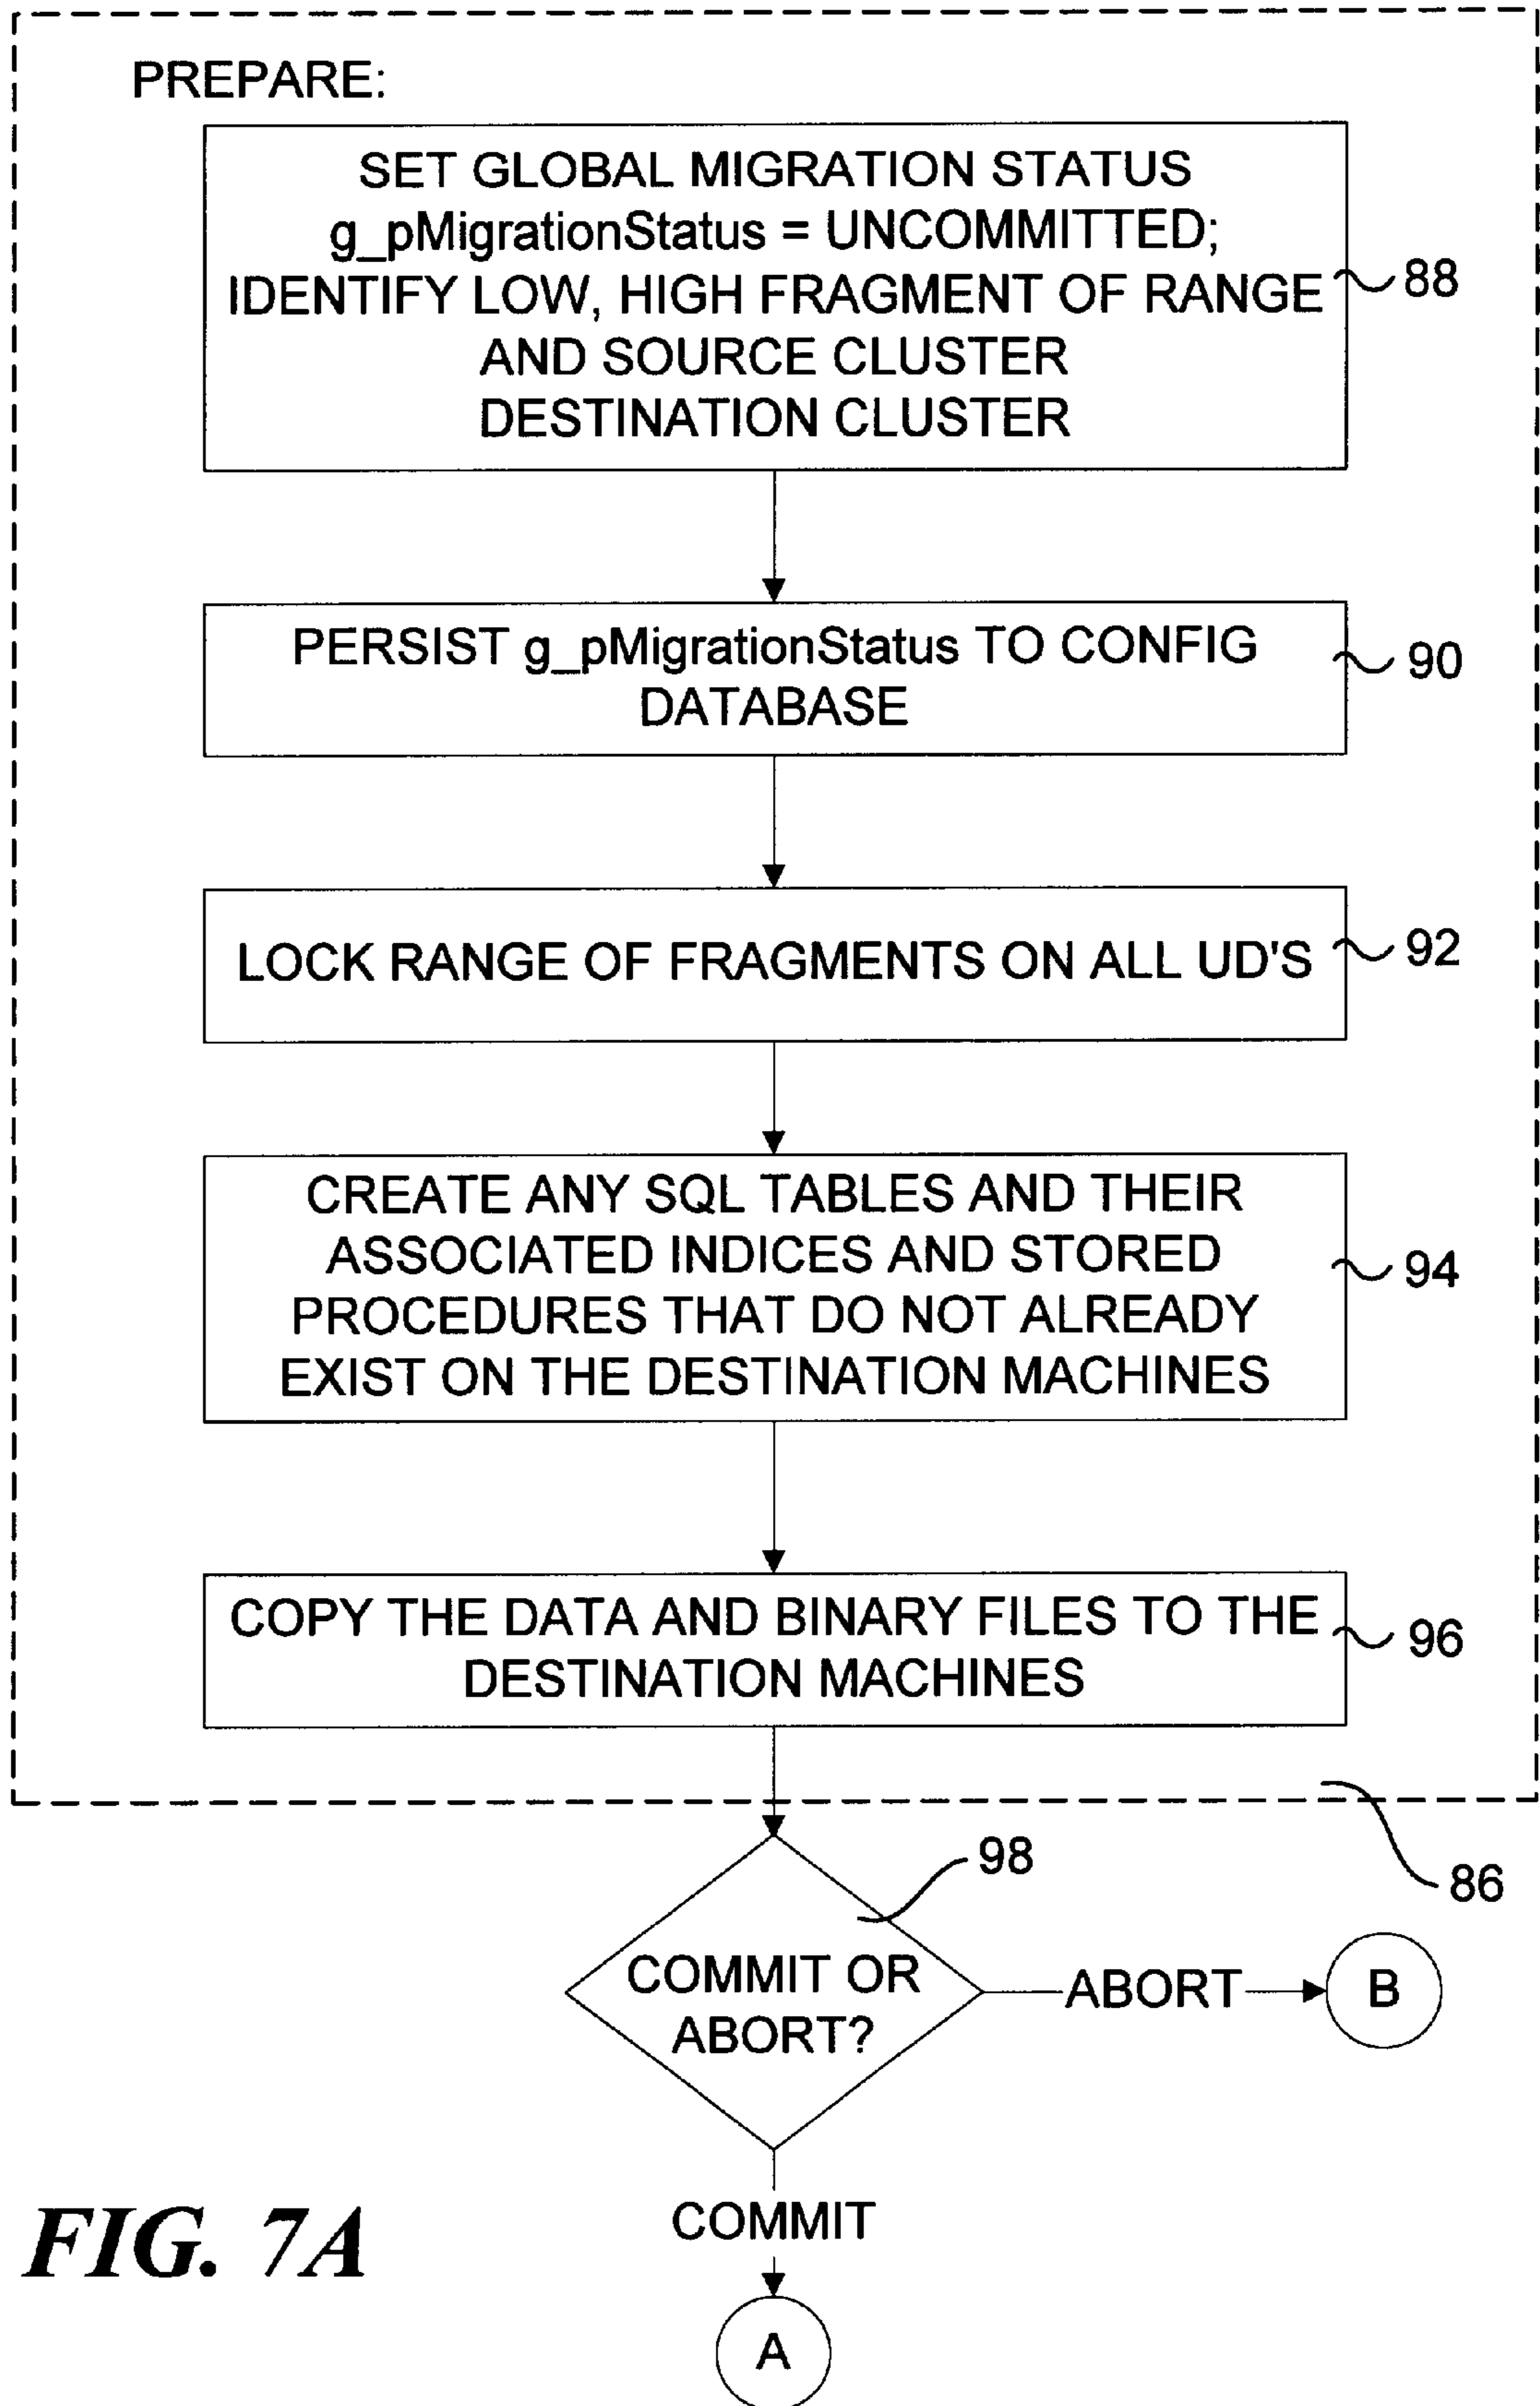 PREPARE:
SET GLOBAL MIGRATION STATUS
g_pMigrationStatus = UNCOMMITTED;
IDENTIFY LOW, HIGH FRAGMENT OF RANGE
AND SOURCE CLUSTER
DESTINATION CLUSTER
88
PERSIST g_pMigrationStatus TO CONFIG
DATABASE
90
LOCK RANGE OF FRAGMENTS ON ALL UD'S
92
CREATE ANY SQL TABLES AND THEIR
ASSOCIATED INDICES AND STORED
PROCEDURES THAT DO NOT ALREADY
EXIST ON THE DESTINATION MACHINES
94
COPY THE DATA AND BINARY FILES TO THE
DESTINATION MACHINES
96
86
98
COMMIT OR
ABORT?
ABORT
B
COMMIT
A
FIG. 7A